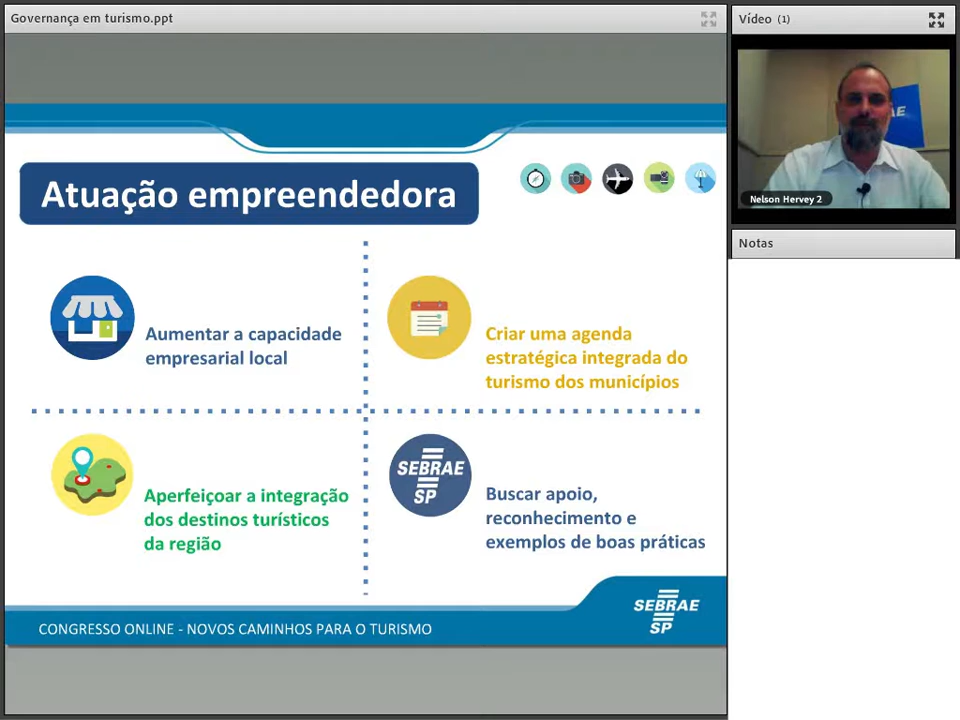 Governança em turismo.ppt
Vídeo (1)
Nelson Hervey 2
Notas
Atuação empreendedora
Aumentar a capacidade
empresarial local
Criar uma agenda
estratégica integrada do
turismo dos municípios
Aperfeiçoar a integração
dos destinos turísticos
da região
SEBRAE
SP
Buscar apoio,
reconhecimento e
exemplos de boas práticas
CONGRESSO ONLINE - NOVOS CAMINHOS PARA O TURISMO
SEBRAE
SP